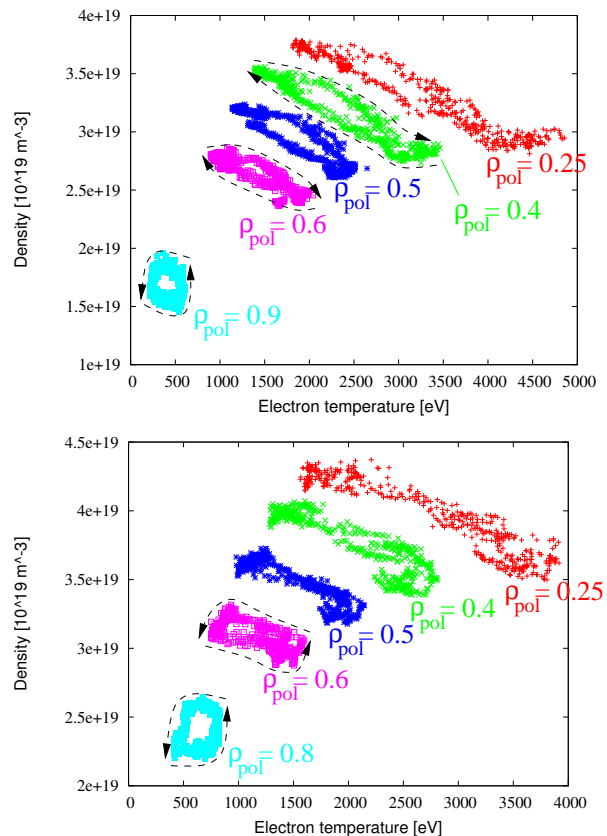 4e+19
3.5e+19
3e+19
2.5e+19
2e+19
1.5e+19
1e+19
Density [10^19 m^-3]
ρpol = 0.25
ρpol = 0.4
ρpol = 0.5
ρpol = 0.6
ρpol = 0.9
0 500 1000 1500 2000 2500 3000 3500 4000 4500 5000
Electron temperature [eV]
4.5e+19
4e+19
3.5e+19
3e+19
2.5e+19
2e+19
Density [10^19 m^-3]
ρpol = 0.25
ρpol = 0.4
ρpol = 0.5
ρpol = 0.6
ρpol = 0.8
0 500 1000 1500 2000 2500 3000 3500 4000
Electron temperature [eV]